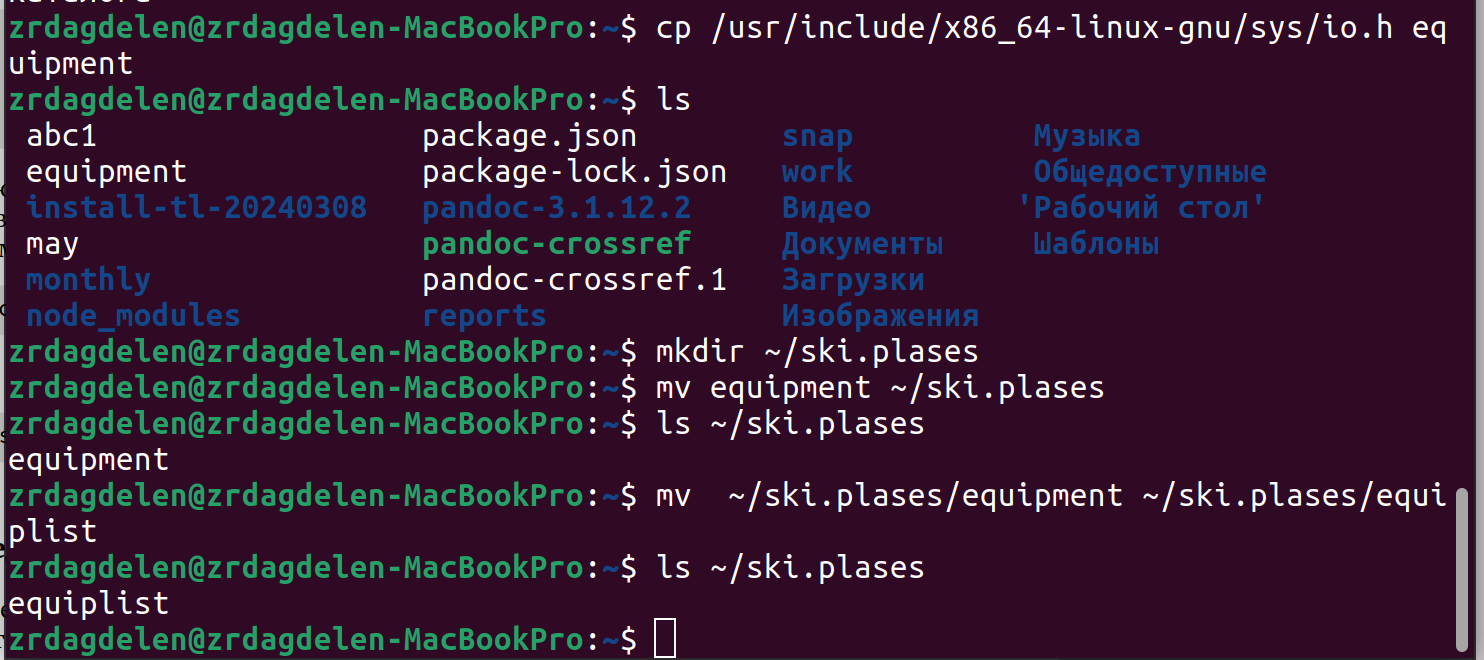 zrdagdelen@zrdagdelen-MacBookPro:~$ cp /usr/include/x86_64-linux-gnu/sys/io.h eq
uipment
zrdagdelen@zrdagdelen-MacBookPro:~$ ls
abc1 package.json snap Музыка
equipment package-lock.json work Общедоступные
install-tl-20240308 pandoc-3.1.12.2 Видео 'Рабочий стол'
may pandoc-crossref Документы Шаблоны
monthly pandoc-crossref.1 Загрузки
node_modules reports Изображения
zrdagdelen@zrdagdelen-MacBookPro:~$ mkdir ~/ski.plases
zrdagdelen@zrdagdelen-MacBookPro:~$ mv equipment ~/ski.plases
zrdagdelen@zrdagdelen-MacBookPro:~$ ls ~/ski.plases
equipment
zrdagdelen@zrdagdelen-MacBookPro:~$ mv  ~/ski.plases/equipment ~/ski.plases/equi
plist
zrdagdelen@zrdagdelen-MacBookPro:~$ ls ~/ski.plases
equiplist
zrdagdelen@zrdagdelen-MacBookPro:~$